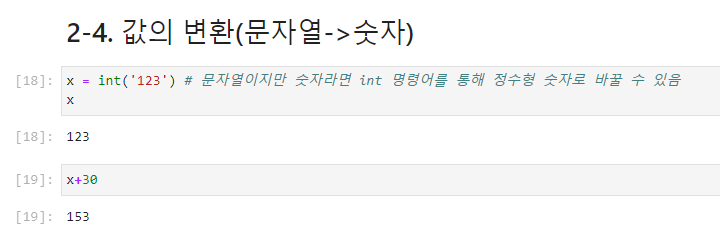 2-4. 값의 변환(문자열->숫자)
[18]: x = int('123') # 문자열이지만 숫자라면 int 명령어를 통해 정수형 숫자로 바꿀 수 있음
x
[18]: 123
[19]: x+30
[19]: 153